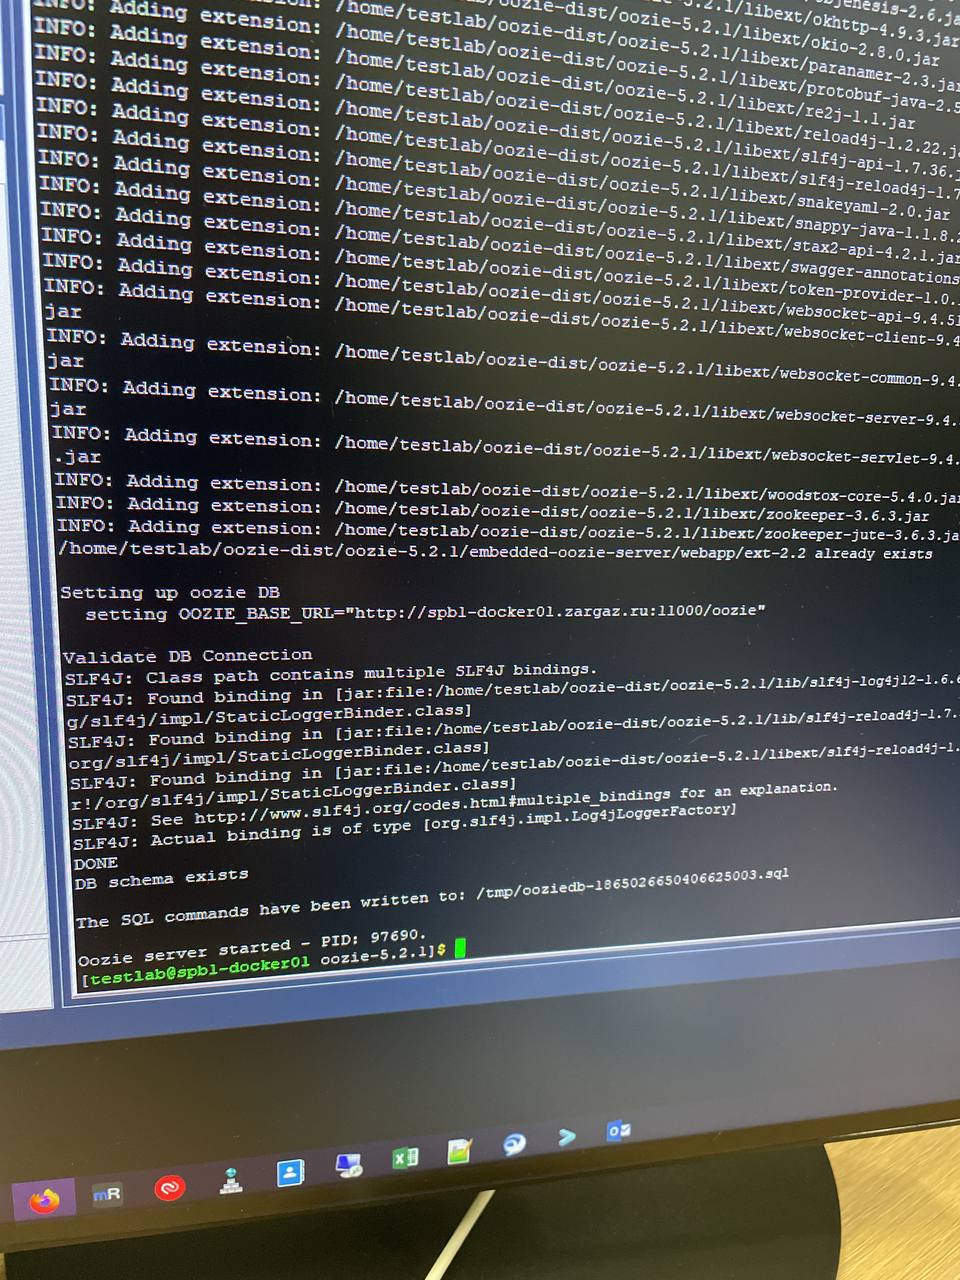 INFO: Adding extension: /home/testlab/oozie-dist/oozie-5.2.1/libext/okhttp-4.9.3.jar
INFO: Adding extension: /home/testlab/oozie-dist/oozie-5.2.1/libext/okio-2.8.0.jar
INFO: Adding extension: /home/testlab/oozie-dist/oozie-5.2.1/libext/paranamer-2.3.jar
INFO: Adding extension: /home/testlab/oozie-dist/oozie-5.2.1/libext/protobuf-java-2.5
INFO: Adding extension: /home/testlab/oozie-dist/oozie-5.2.1/libext/re2j-1.1.jar
INFO: Adding extension: /home/testlab/oozie-dist/oozie-5.2.1/libext/reload4j-1.2.22.j
INFO: Adding extension: /home/testlab/oozie-dist/oozie-5.2.1/libext/slf4j-api-1.7.36.j
INFO: Adding extension: /home/testlab/oozie-dist/oozie-5.2.1/libext/slf4j-reload4j-1.7
INFO: Adding extension: /home/testlab/oozie-dist/oozie-5.2.1/libext/snakeyaml-2.0.jar
INFO: Adding extension: /home/testlab/oozie-dist/oozie-5.2.1/libext/snappy-java-1.1.8.2
INFO: Adding extension: /home/testlab/oozie-dist/oozie-5.2.1/libext/stax2-api-4.2.1.jar
INFO: Adding extension: /home/testlab/oozie-dist/oozie-5.2.1/libext/swagger-annotations
INFO: Adding extension: /home/testlab/oozie-dist/oozie-5.2.1/libext/token-provider-1.0.
INFO: Adding extension: /home/testlab/oozie-dist/oozie-5.2.1/libext/websocket-api-9.4.51
INFO: Adding extension: /home/testlab/oozie-dist/oozie-5.2.1/libext/websocket-client-9.4
jar
INFO: Adding extension: /home/testlab/oozie-dist/oozie-5.2.1/libext/websocket-common-9.4.
jar
INFO: Adding extension: /home/testlab/oozie-dist/oozie-5.2.1/libext/websocket-server-9.4.
jar
INFO: Adding extension: /home/testlab/oozie-dist/oozie-5.2.1/libext/websocket-servlet-9.4.
.jar
INFO: Adding extension: /home/testlab/oozie-dist/oozie-5.2.1/libext/woodstox-core-5.4.0.jar
INFO: Adding extension: /home/testlab/oozie-dist/oozie-5.2.1/libext/zookeeper-3.6.3.jar
INFO: Adding extension: /home/testlab/oozie-dist/oozie-5.2.1/libext/zookeeper-jute-3.6.3.ja
/home/testlab/oozie-dist/oozie-5.2.1/embedded-oozie-server/webapp/ext-2.2 already exists
Setting up oozie DB
setting OOZIE_BASE_URL="http://spb1-docker01.zargaz.ru:11000/oozie"
Validate DB Connection
SLF4J: Class path contains multiple SLF4J bindings.
SLF4J: Found binding in [jar:file:/home/testlab/oozie-dist/oozie-5.2.1/lib/slf4j-log4j12-1.6.6
g/slf4j/impl/StaticLoggerBinder.class]
SLF4J: Found binding in [jar:file:/home/testlab/oozie-dist/oozie-5.2.1/lib/slf4j-reload4j-1.7.
org/slf4j/impl/StaticLoggerBinder.class]
SLF4J: Found binding in [jar:file:/home/testlab/oozie-dist/oozie-5.2.1/libext/slf4j-reload4j-1.
r!/org/slf4j/impl/StaticLoggerBinder.class]
SLF4J: See http://www.slf4j.org/codes.html#multiple_bindings for an explanation.
SLF4J: Actual binding is of type [org.slf4j.impl.Log4jLoggerFactory]
DONE
DB schema exists
The SQL commands have been written to: /tmp/ooziedb-1865026650406625003.sql
Oozie server started - PID: 97690.
[testlab@spb1-docker01 oozie-5.2.1]$
mR